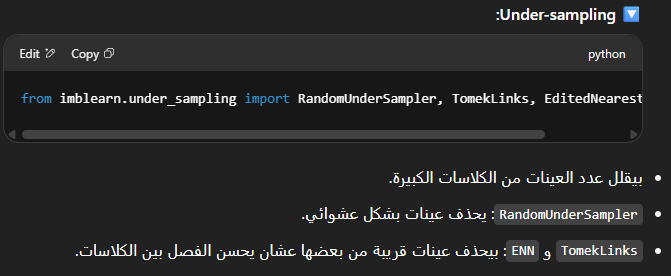 🔽 Under-sampling:
python Copy Edit
from imblearn.under_sampling import RandomUnderSampler, TomekLinks, EditedNearest
بيقلل عدد العينات من الكلاسات الكبيرة.
RandomUnderSampler: يحذف عينات بشكل عشوائي.
TomekLinks و ENN: بيحذف عينات قريبة من بعضها عشان يحسن الفصل بين الكلاسات.